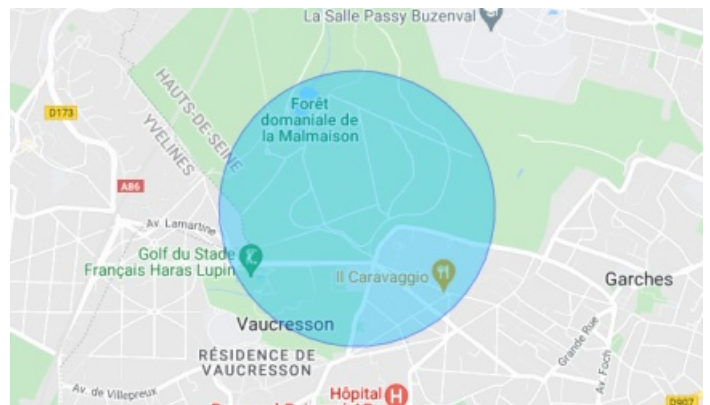 La Salle Passy Buzenval
HAUTS-DE-SEINE
YVELINES
D173
Forêt
domaniale de
la Malmaison
A86
Av. Lamartine
Golf du Stade
Français Haras Lupin
Il Caravaggio
Garches
Vaucresson
RÉSIDENCE DE
VAUCRESSON
Grande Rue
Av. Foch
Av. de Villepreux
Hôpital
H
D907